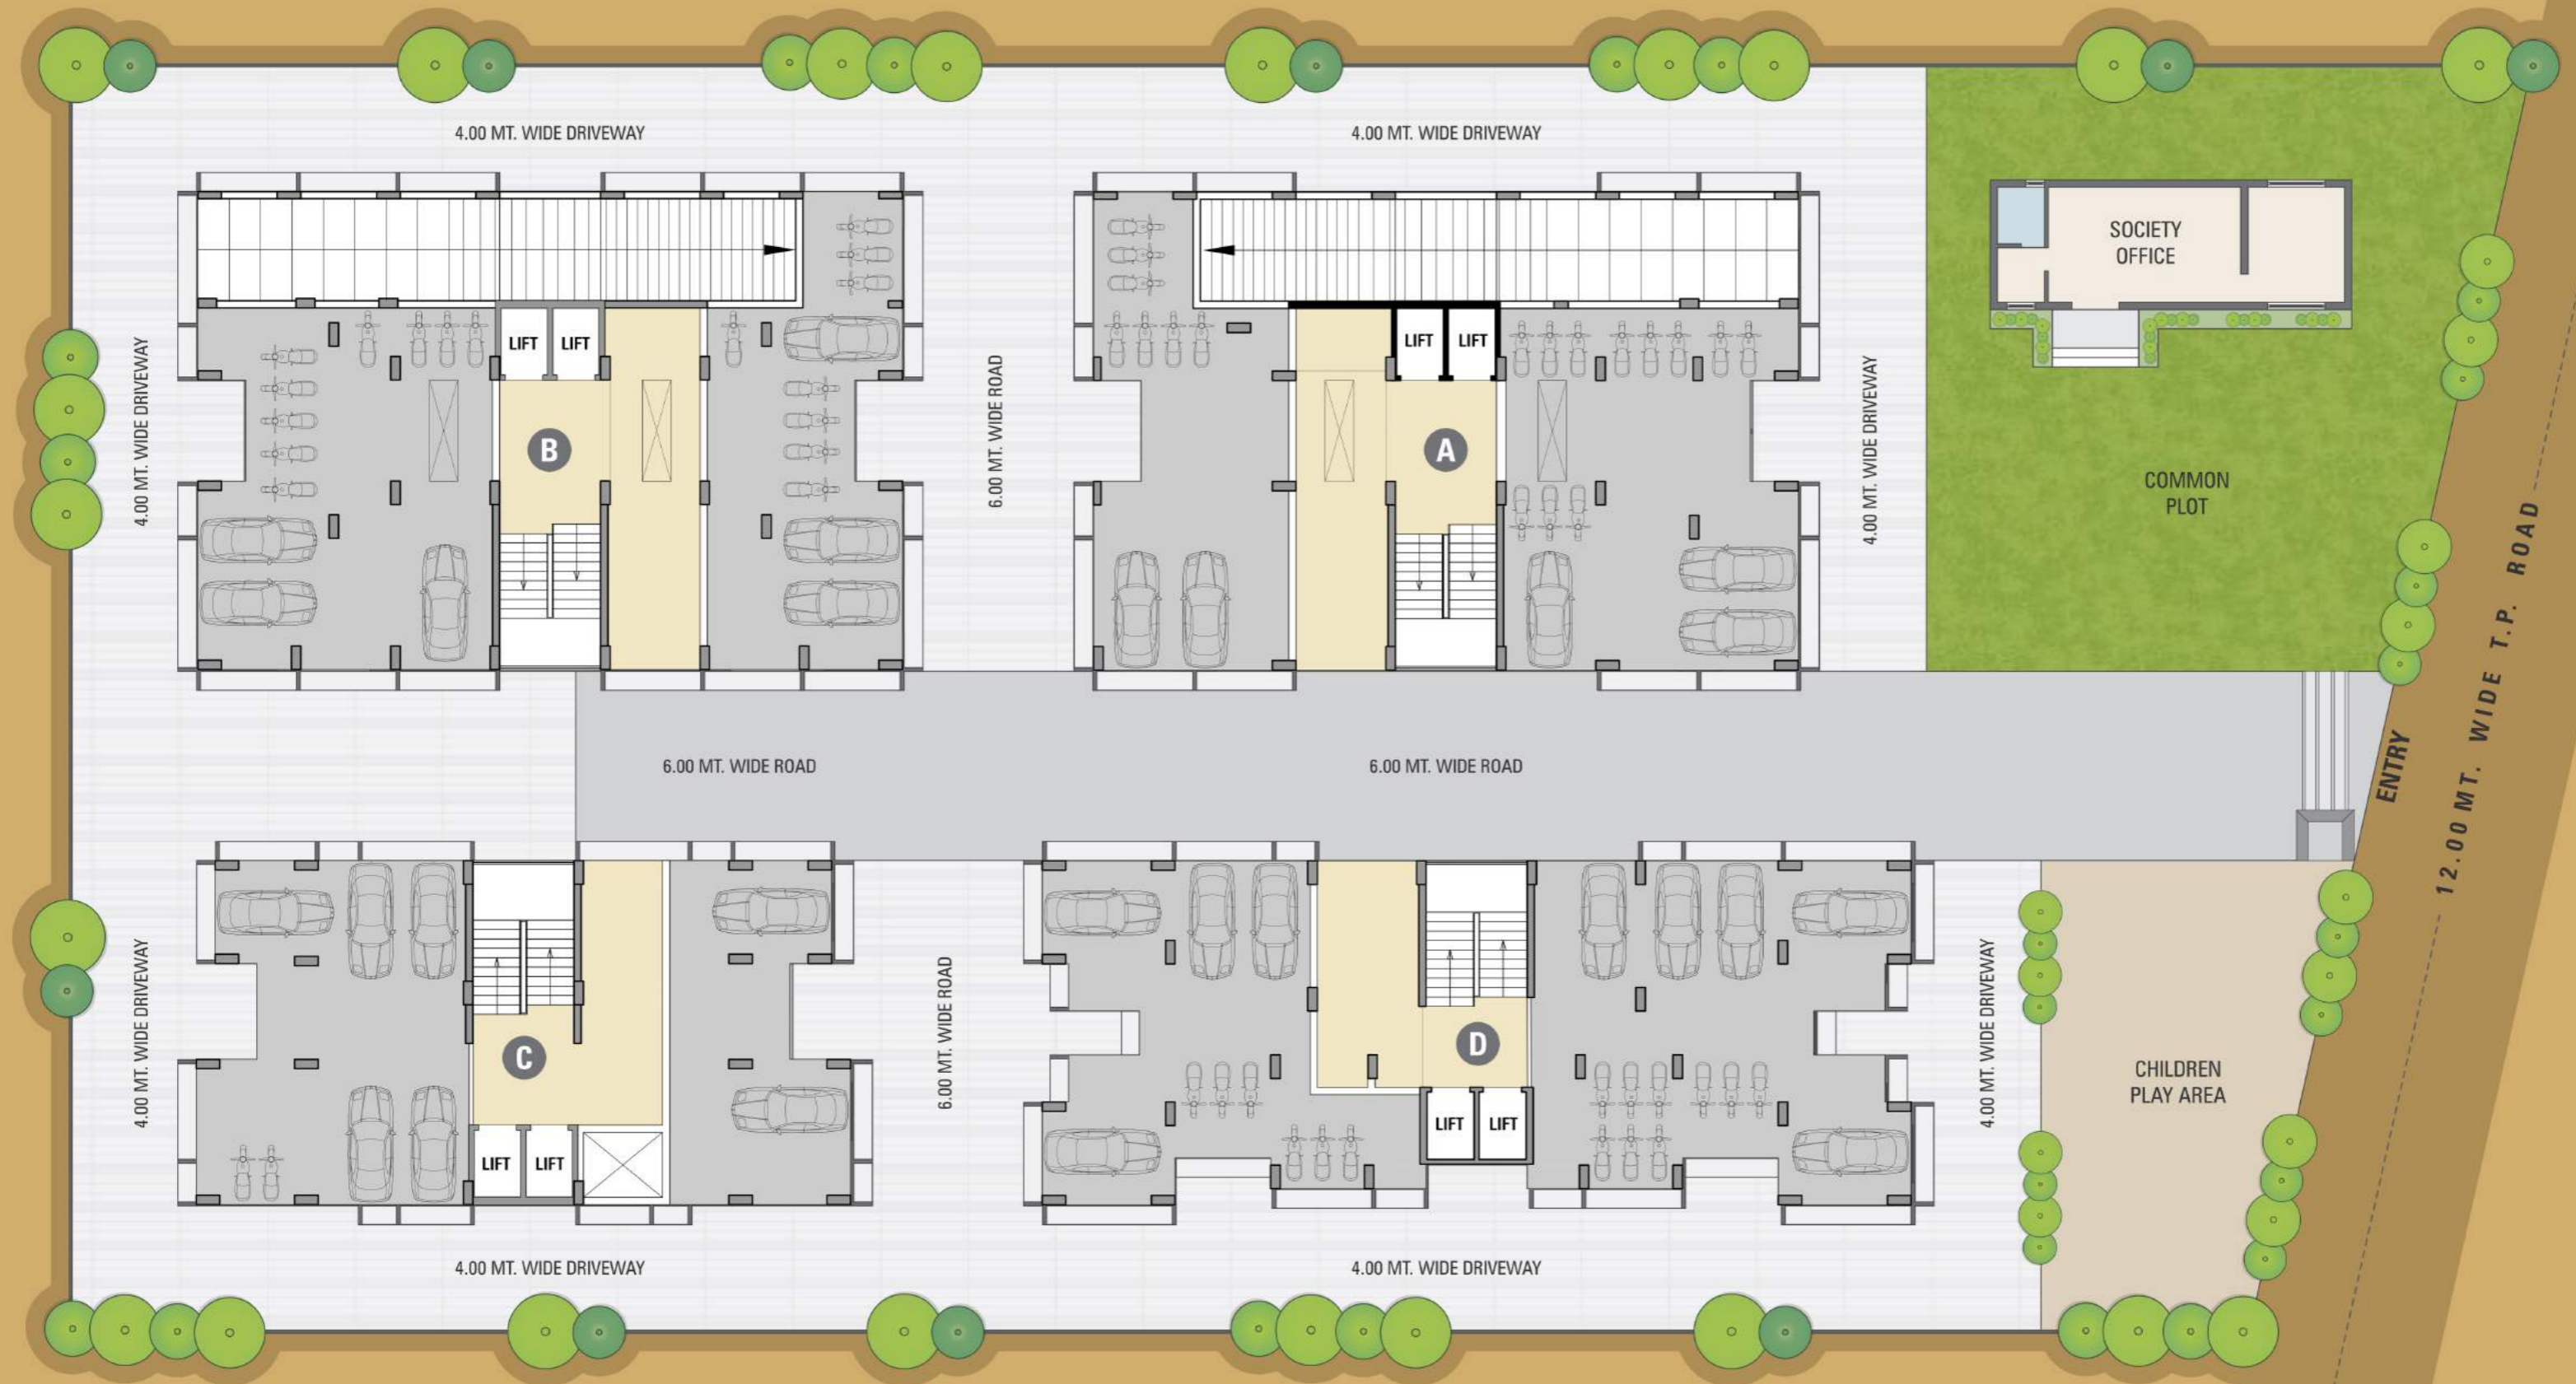 4.00 MT. WIDE DRIVEWAY
4.00 MT. WIDE DRIVEWAY
SOCIETY
OFFICE
LIFT
LIFT
LIFT
LIFT
4.00 MT. WIDE DRIVEWAY
B
6.00 MT. WIDE ROAD
A
4.00 MT. WIDE DRIVEWAY
COMMON
PLOT
6.00 MT. WIDE ROAD
6.00 MT. WIDE ROAD
ENTRY
12.00 MT. WIDE T.P. ROAD
4.00 MT. WIDE DRIVEWAY
C
6.00 MT. WIDE ROAD
D
4.00 MT. WIDE DRIVEWAY
CHILDREN
PLAY AREA
LIFT
LIFT
LIFT
LIFT
4.00 MT. WIDE DRIVEWAY
4.00 MT. WIDE DRIVEWAY